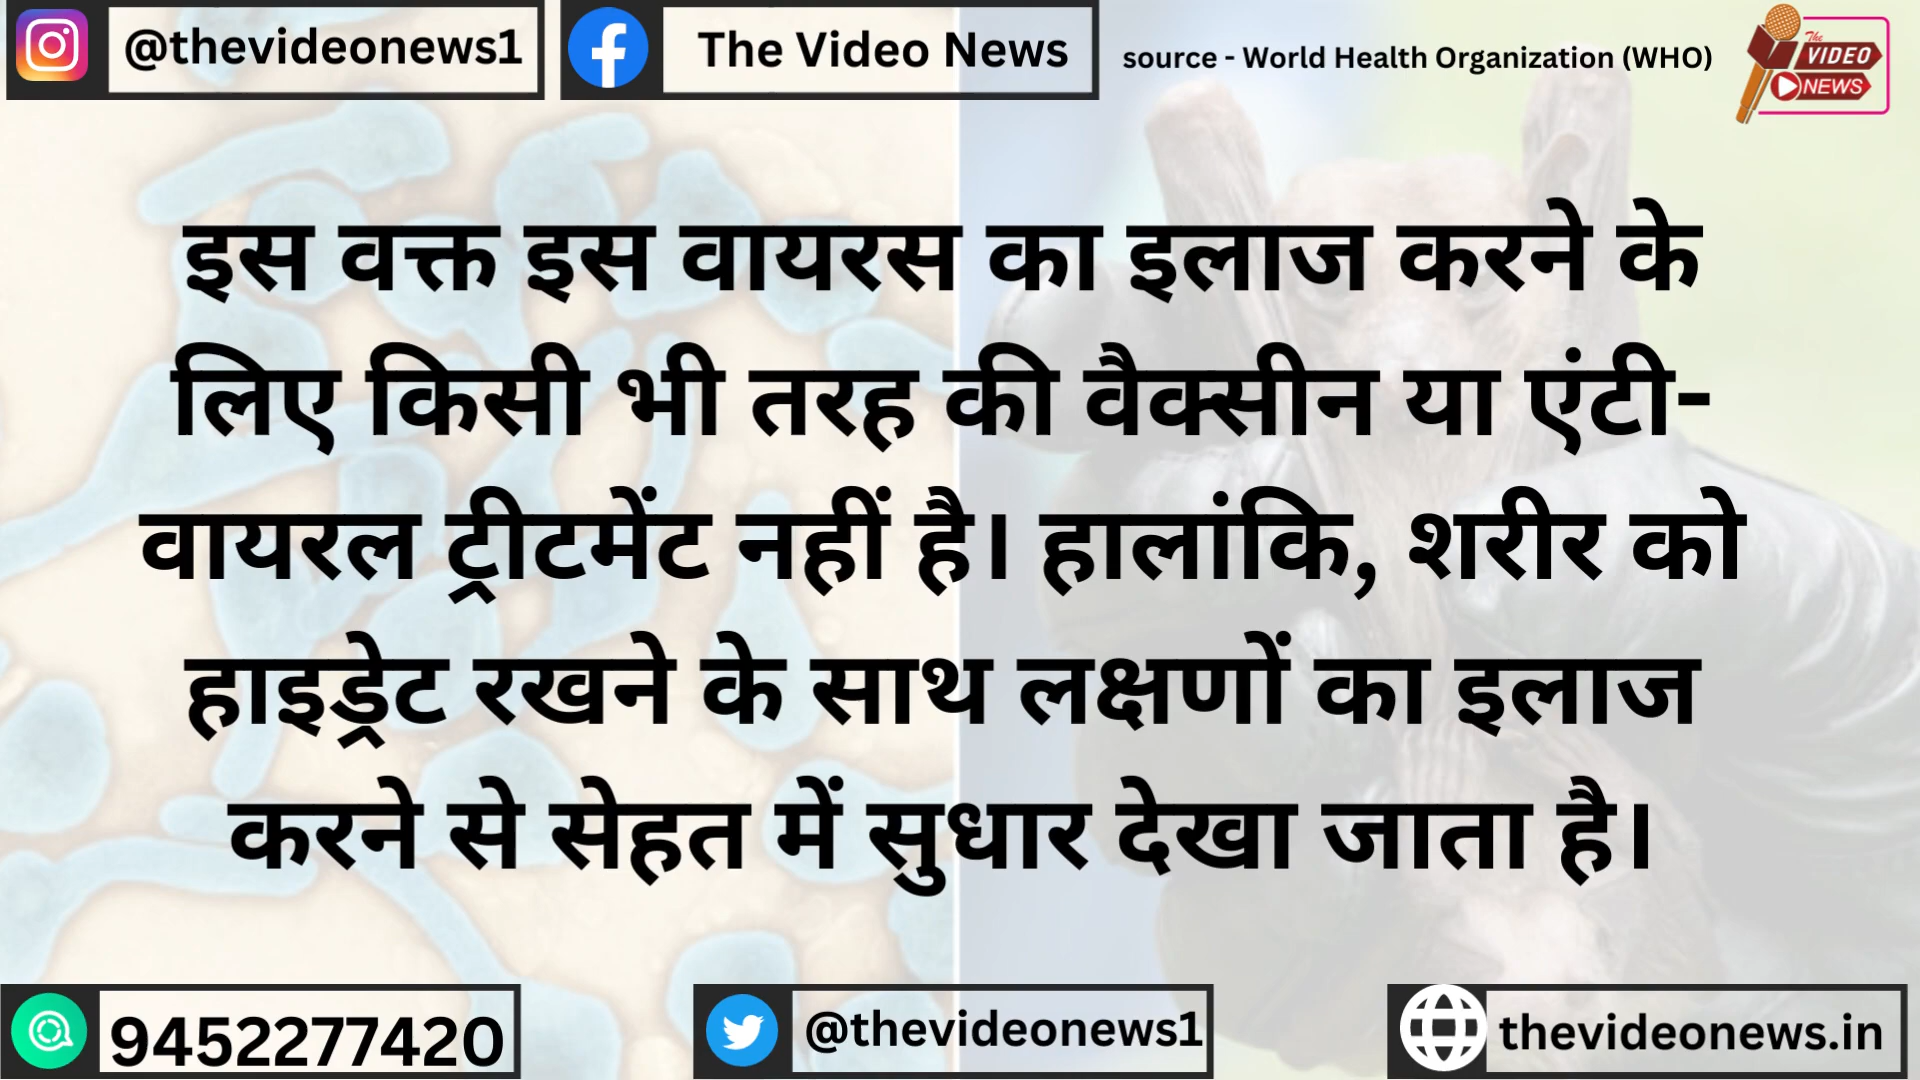 @thevideonews1
The Video News
source - World Health Organization (WHO)
The
VIDEO
NEWS
इस वक्त इस वायरस का इलाज करने के
लिए किसी भी तरह की वैक्सीन या एंटी-
वायरल ट्रीटमेंट नहीं है। हालांकि, शरीर को
हाइड्रेट रखने के साथ लक्षणों का इलाज
करने से सेहत में सुधार देखा जाता है।
9452277420
@thevideonews1
thevideonews.in